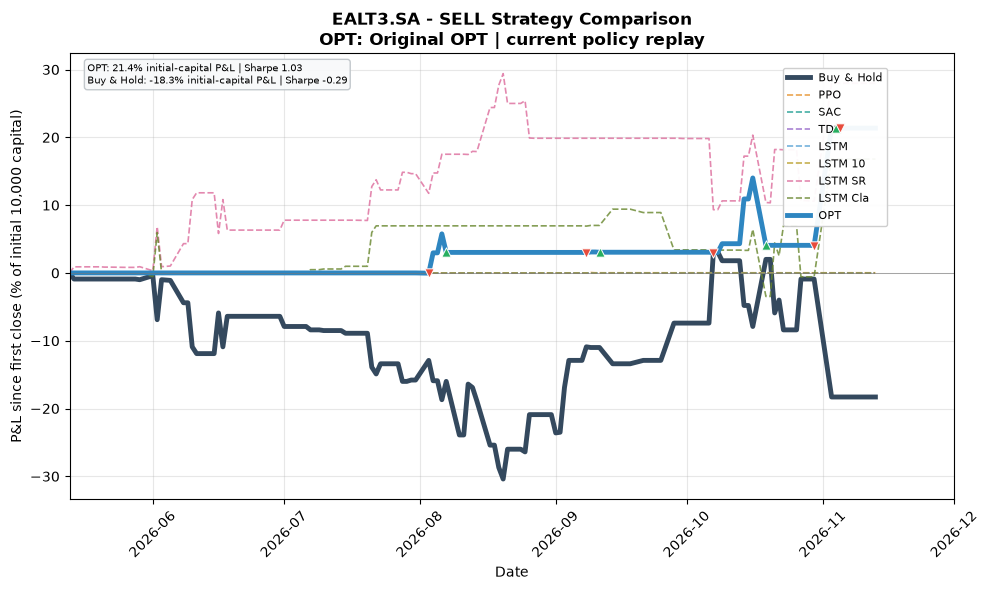 EALT3.SA - SELL Strategy Comparison
OPT: Original OPT | current policy replay
OPT: 21.4% initial-capital P&L | Sharpe 1.03
Buy & Hold: -18.3% initial-capital P&L | Sharpe -0.29
Buy & Hold
PPO
SAC
LSTM
LSTM 10
LSTM SR
LSTM Cla
OPT
P&L since first close (% of initial 10,000 capital)
30
20
10
0
−10
−20
−30
2026-06
2026-07
2026-08
2026-09
2026-10
2026-11
2026-12
Date